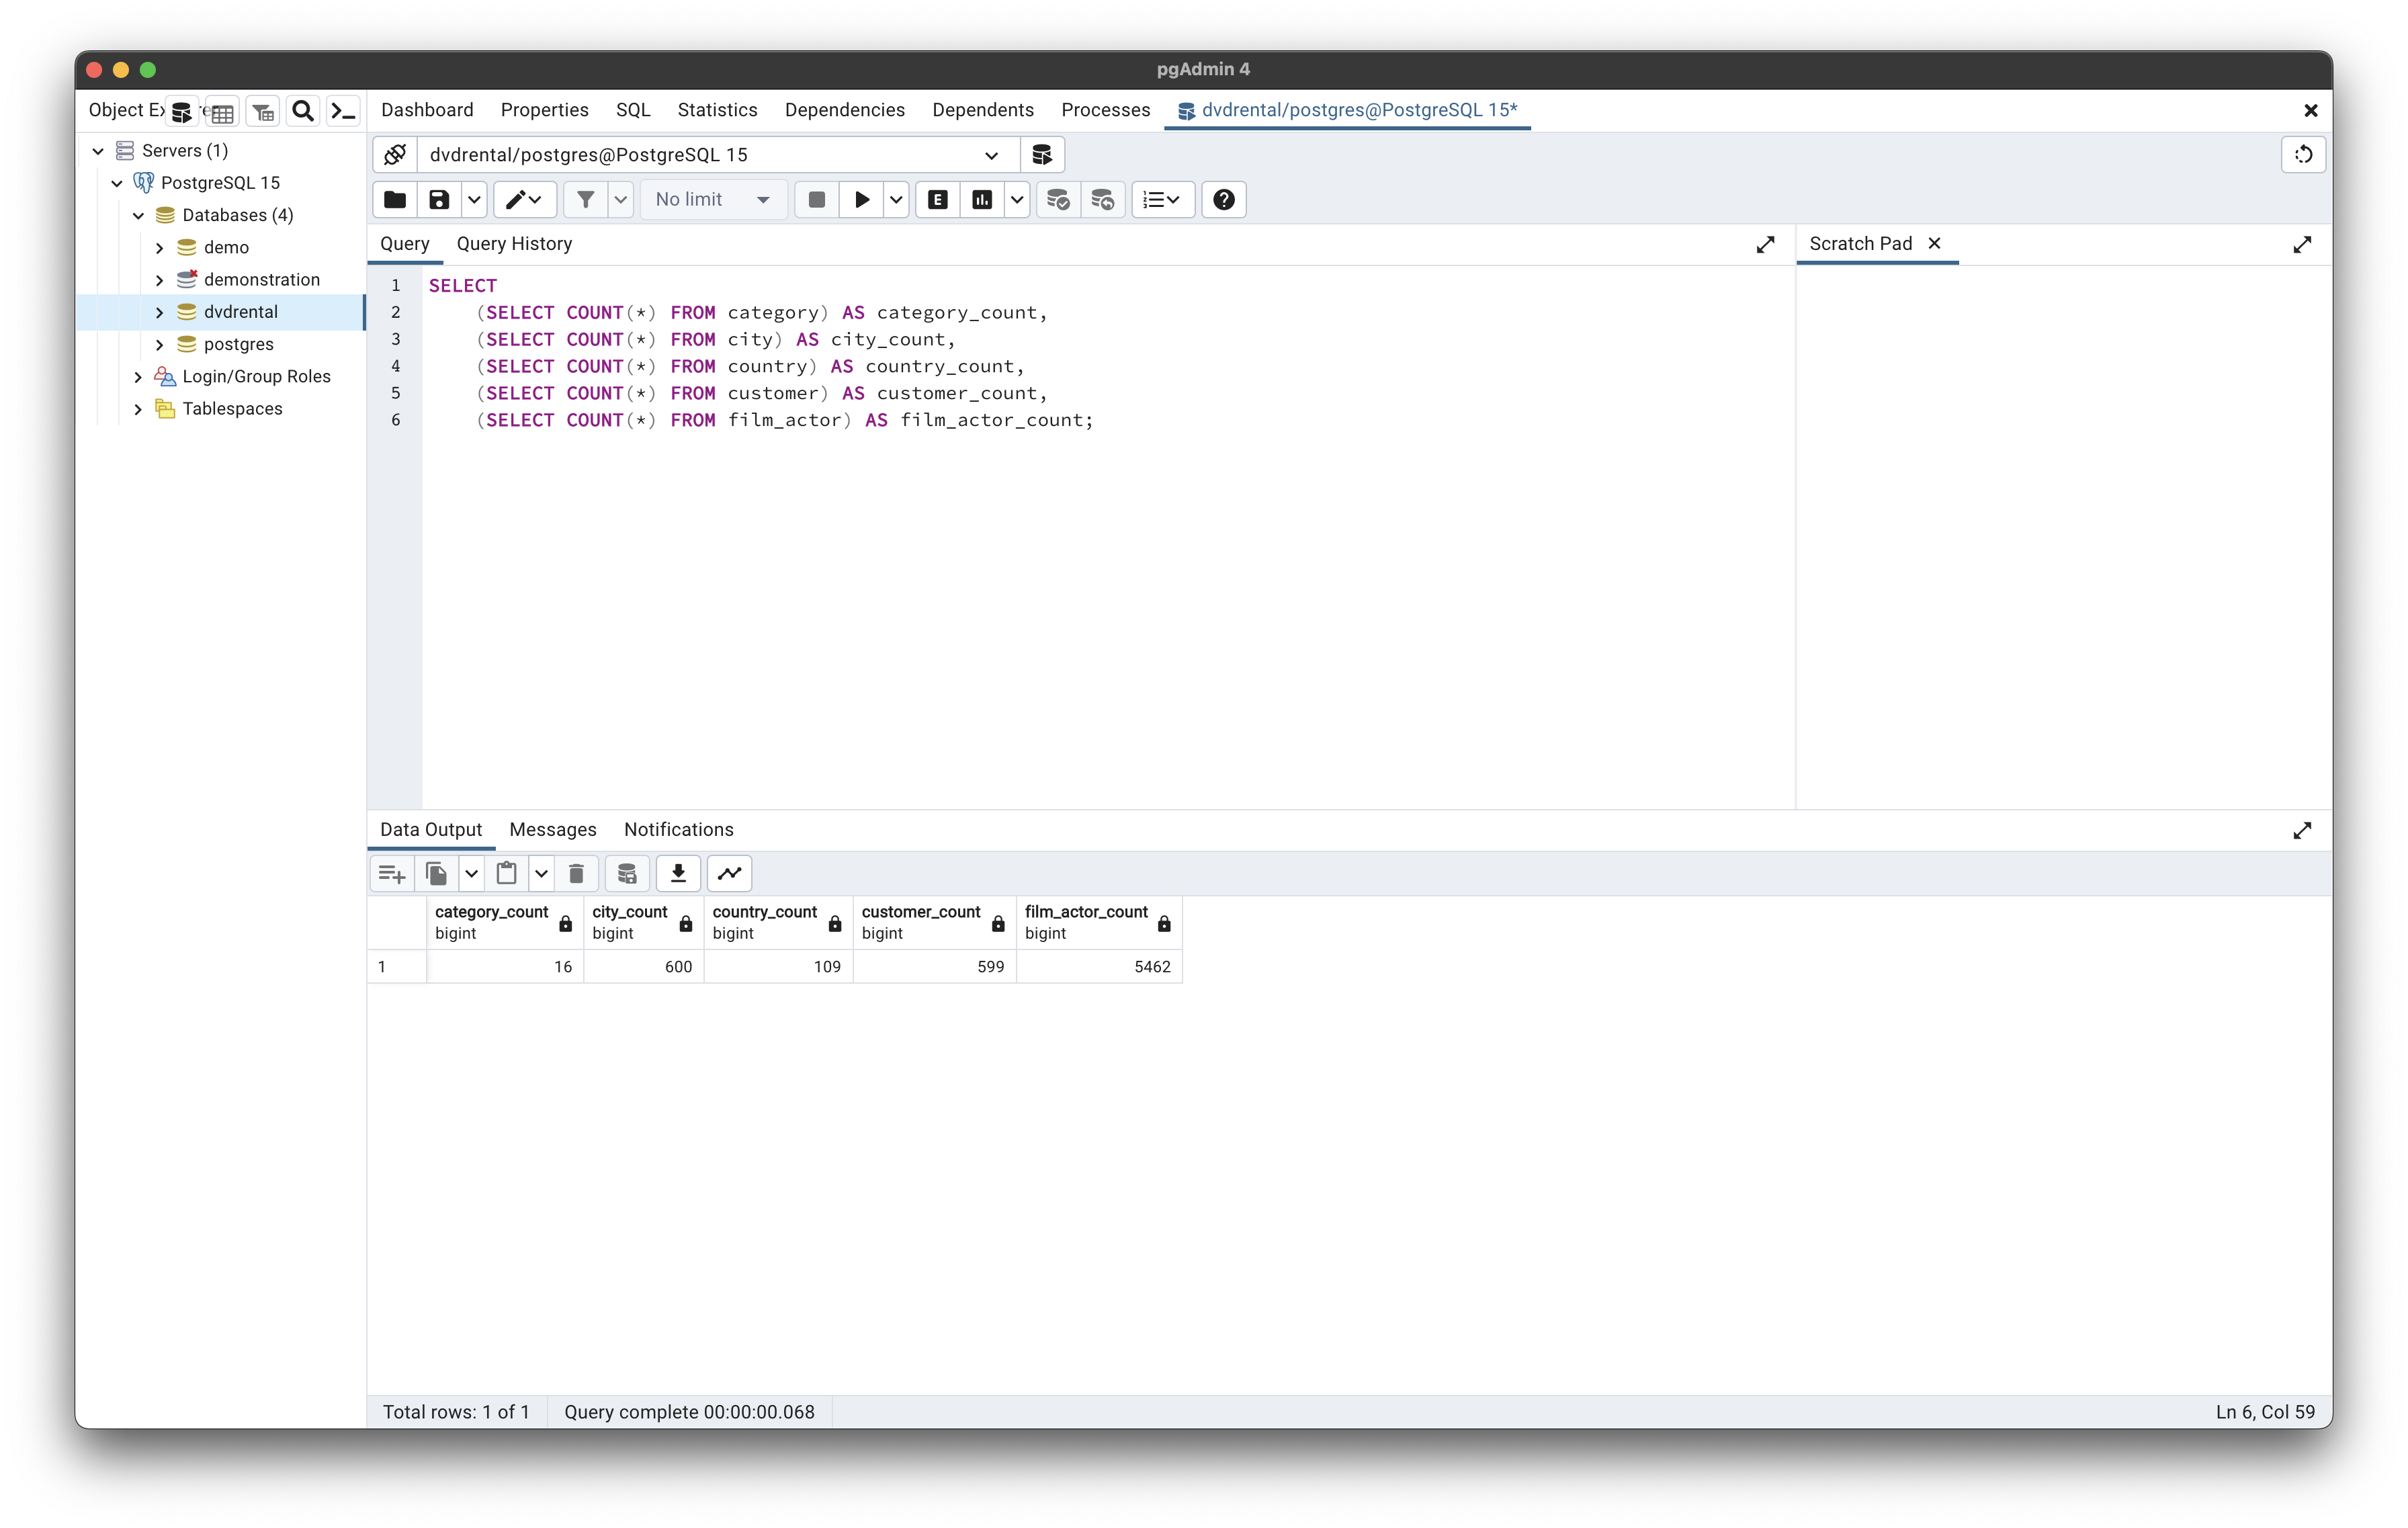 pgAdmin 4
Object Ex re
Dashboard Properties SQL Statistics Dependencies Dependents Processes dvdrental/postgres@PostgreSQL 15*
Servers (1)
PostgreSQL 15
Databases (4)
demo
demonstration
dvdrental
postgres
Login/Group Roles
Tablespaces
dvdrental/postgres@PostgreSQL 15
No limit
E
Query Query History
Scratch Pad
1 SELECT
2 (SELECT COUNT(*) FROM category) AS category_count,
3 (SELECT COUNT(*) FROM city) AS city_count,
4 (SELECT COUNT(*) FROM country) AS country_count,
5 (SELECT COUNT(*) FROM customer) AS customer_count,
6 (SELECT COUNT(*) FROM film_actor) AS film_actor_count;
Data Output Messages Notifications
category_count city_count country_count customer_count film_actor_count
bigint bigint bigint bigint bigint
1 16 600 109 599 5462
Total rows: 1 of 1 Query complete 00:00:00.068 Ln 6, Col 59